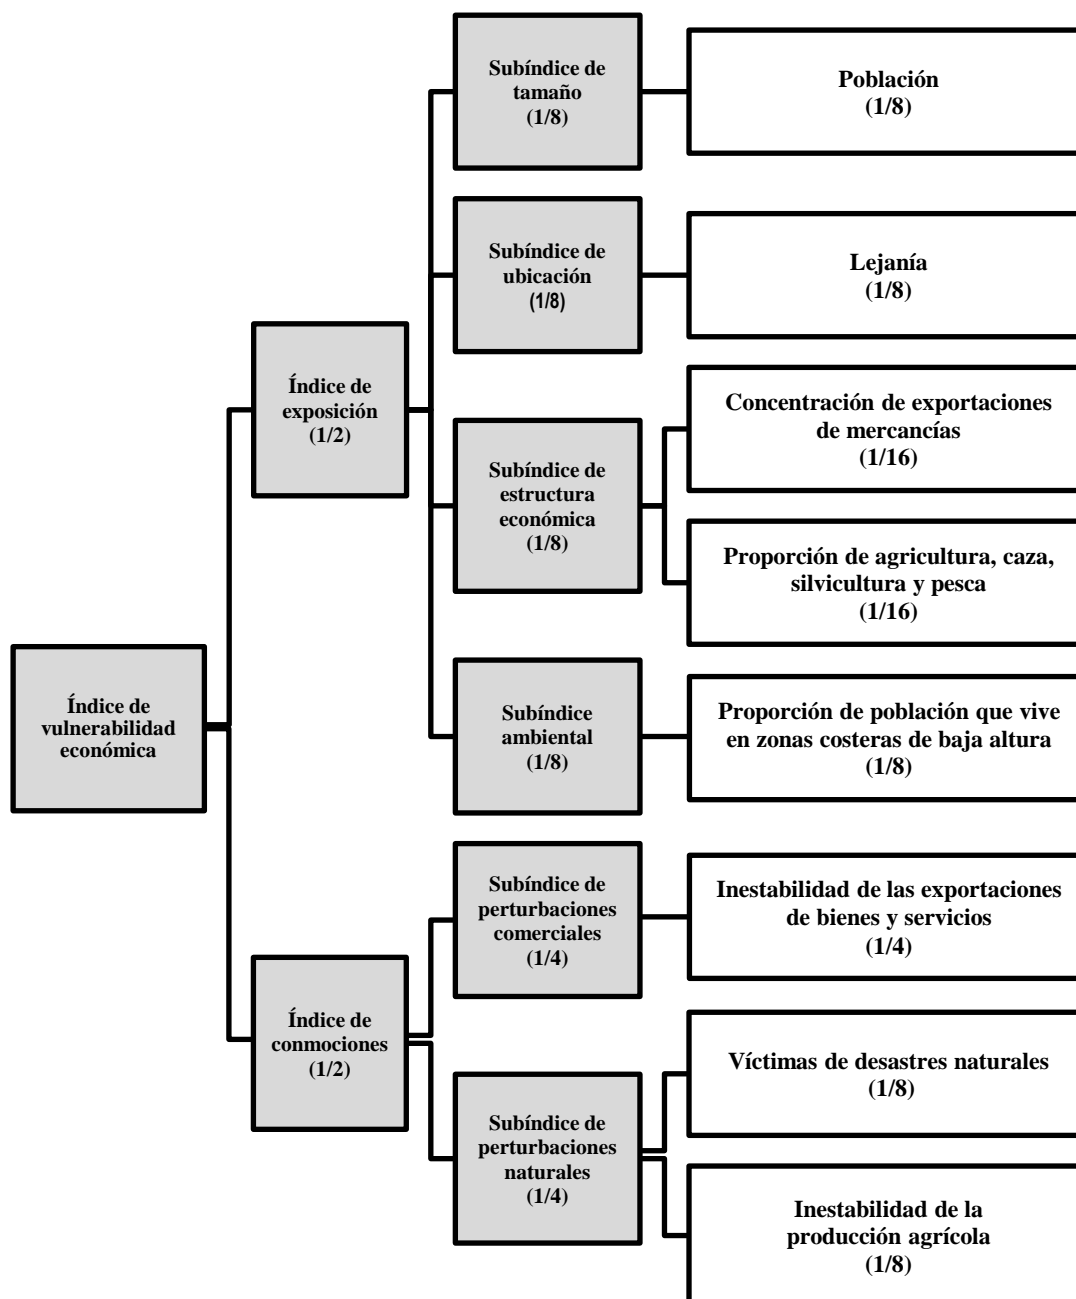 Índice de
vulnerabilidad
económica
Índice de
exposición
(1/2)
Subíndice de
tamaño
(1/8)
Población
(1/8)
Subíndice de
ubicación
(1/8)
Lejanía
(1/8)
Subíndice de
estructura
económica
(1/8)
Concentración de exportaciones
de mercancías
(1/16)
Proporción de agricultura, caza,
silvicultura y pesca
(1/16)
Subíndice
ambiental
(1/8)
Proporción de población que vive
en zonas costeras de baja altura
(1/8)
Índice de
conmociones
(1/2)
Subíndice de
perturbaciones
comerciales
(1/4)
Inestabilidad de las exportaciones
de bienes y servicios
(1/4)
Subíndice de
perturbaciones
naturales
(1/4)
Víctimas de desastres naturales
(1/8)
Inestabilidad de la
producción agrícola
(1/8)